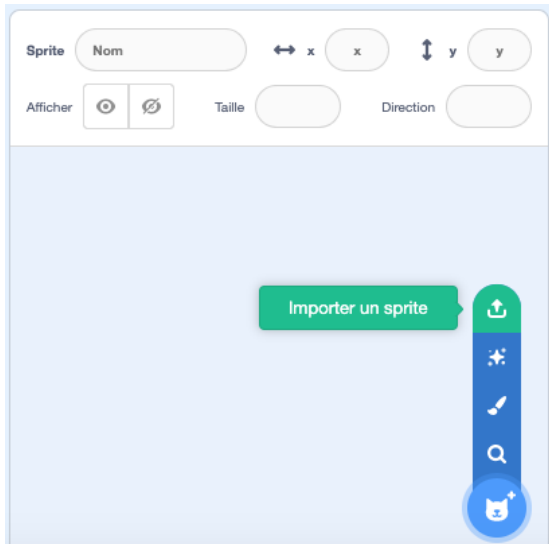 Sprite Nom x x y y
Afficher Taille Direction
Importer un sprite